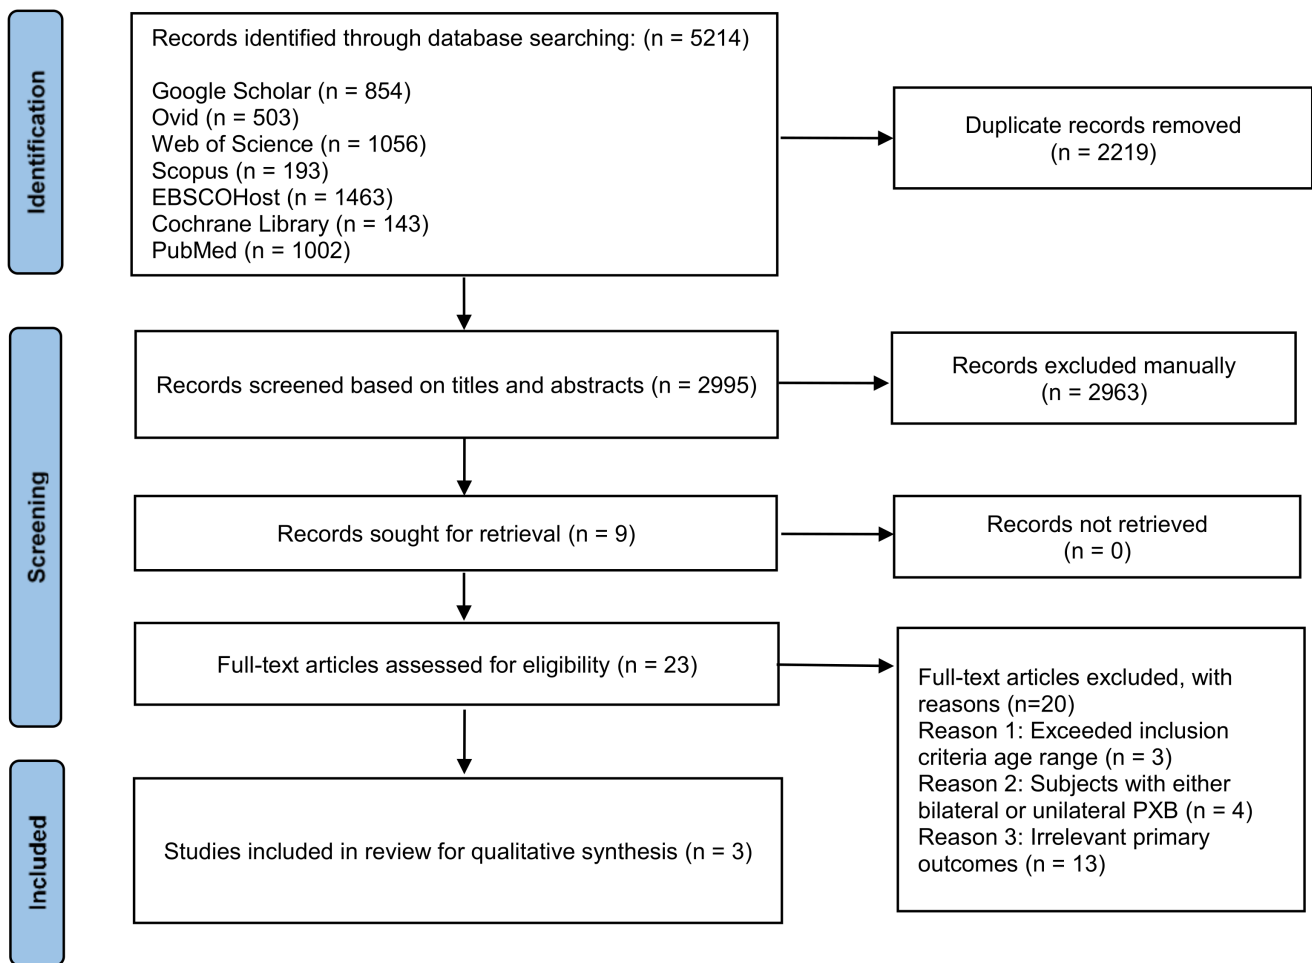 Identification
Records identified through database searching: (n = 5214)
Google Scholar (n = 854)
Ovid (n = 503)
Web of Science (n = 1056)
Scopus (n = 193)
EBSCOHost (n = 1463)
Cochrane Library (n = 143)
PubMed (n = 1002)
Duplicate records removed
(n = 2219)
Screening
Records screened based on titles and abstracts (n = 2995)
Records excluded manually
(n = 2963)
Records sought for retrieval (n = 9)
Records not retrieved
(n = 0)
Full-text articles assessed for eligibility (n = 23)
Full-text articles excluded, with
reasons (n=20)
Reason 1: Exceeded inclusion
criteria age range (n = 3)
Reason 2: Subjects with either
bilateral or unilateral PXB (n = 4)
Reason 3: Irrelevant primary
outcomes (n = 13)
Included
Studies included in review for qualitative synthesis (n = 3)